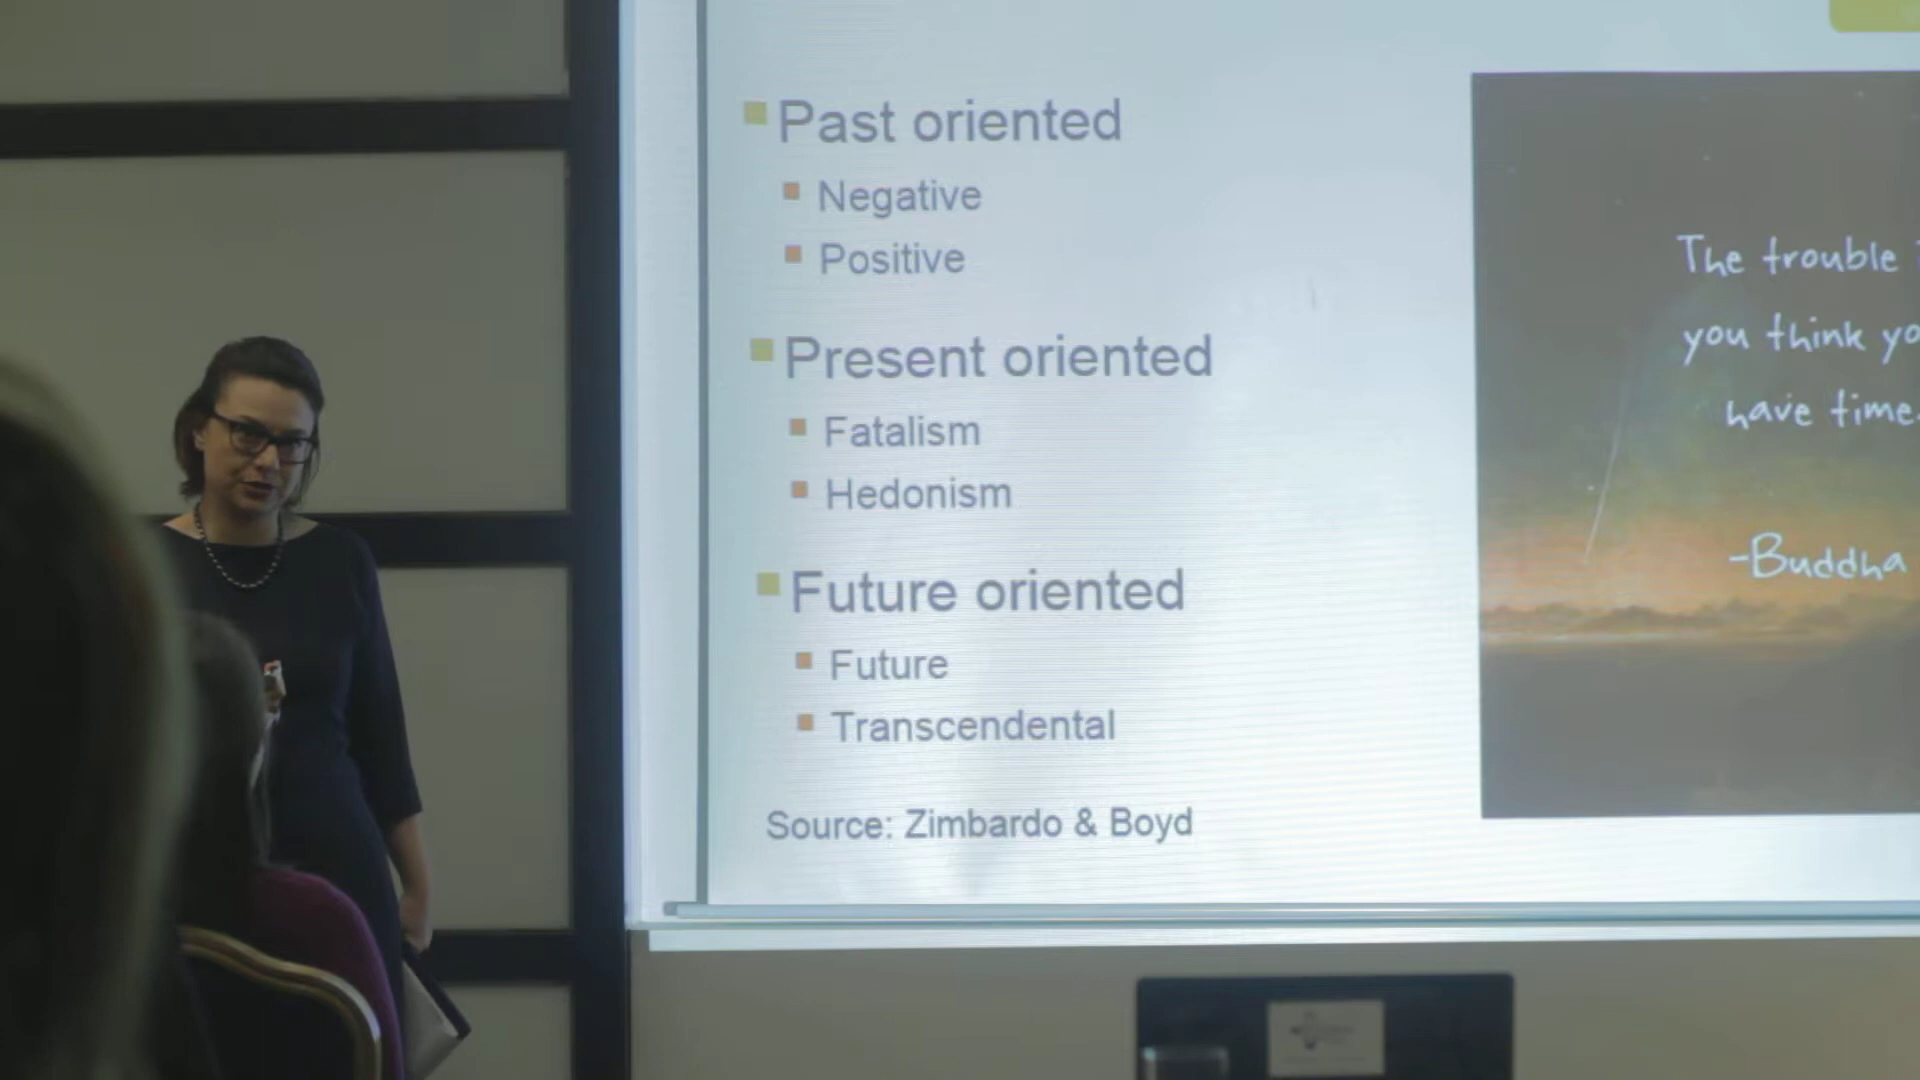 Past oriented
Negative
Positive
Present oriented
Fatalism
Hedonism
Future oriented
Future
Transcendental
Source: Zimbardo & Boyd
The trouble
you think yo
have time.
-Buddha